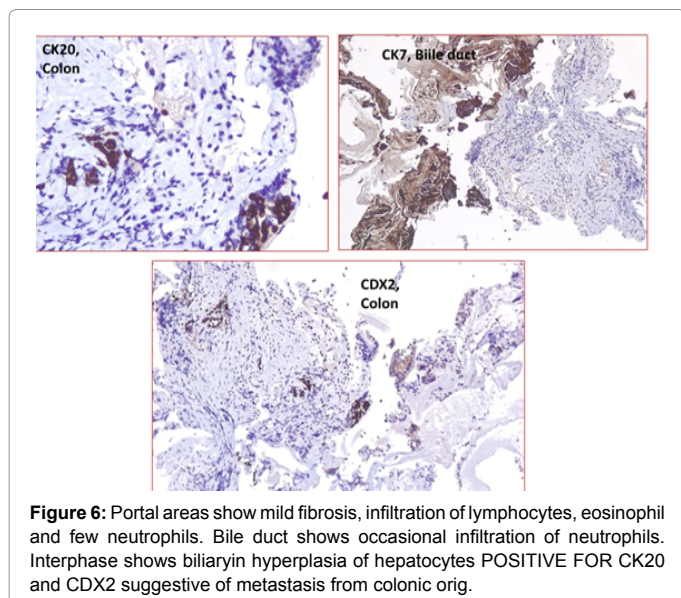 CK20,
Colon
CK7, Biile duct
CDX2,
Colon
Figure 6: Portal areas show mild fibrosis, infiltration of lymphocytes, eosinophil
and few neutrophils. Bile duct shows occasional infiltration of neutrophils.
Interphase shows biliaryin hyperplasia of hepatocytes POSITIVE FOR CK20
and CDX2 suggestive of metastasis from colonic orig.